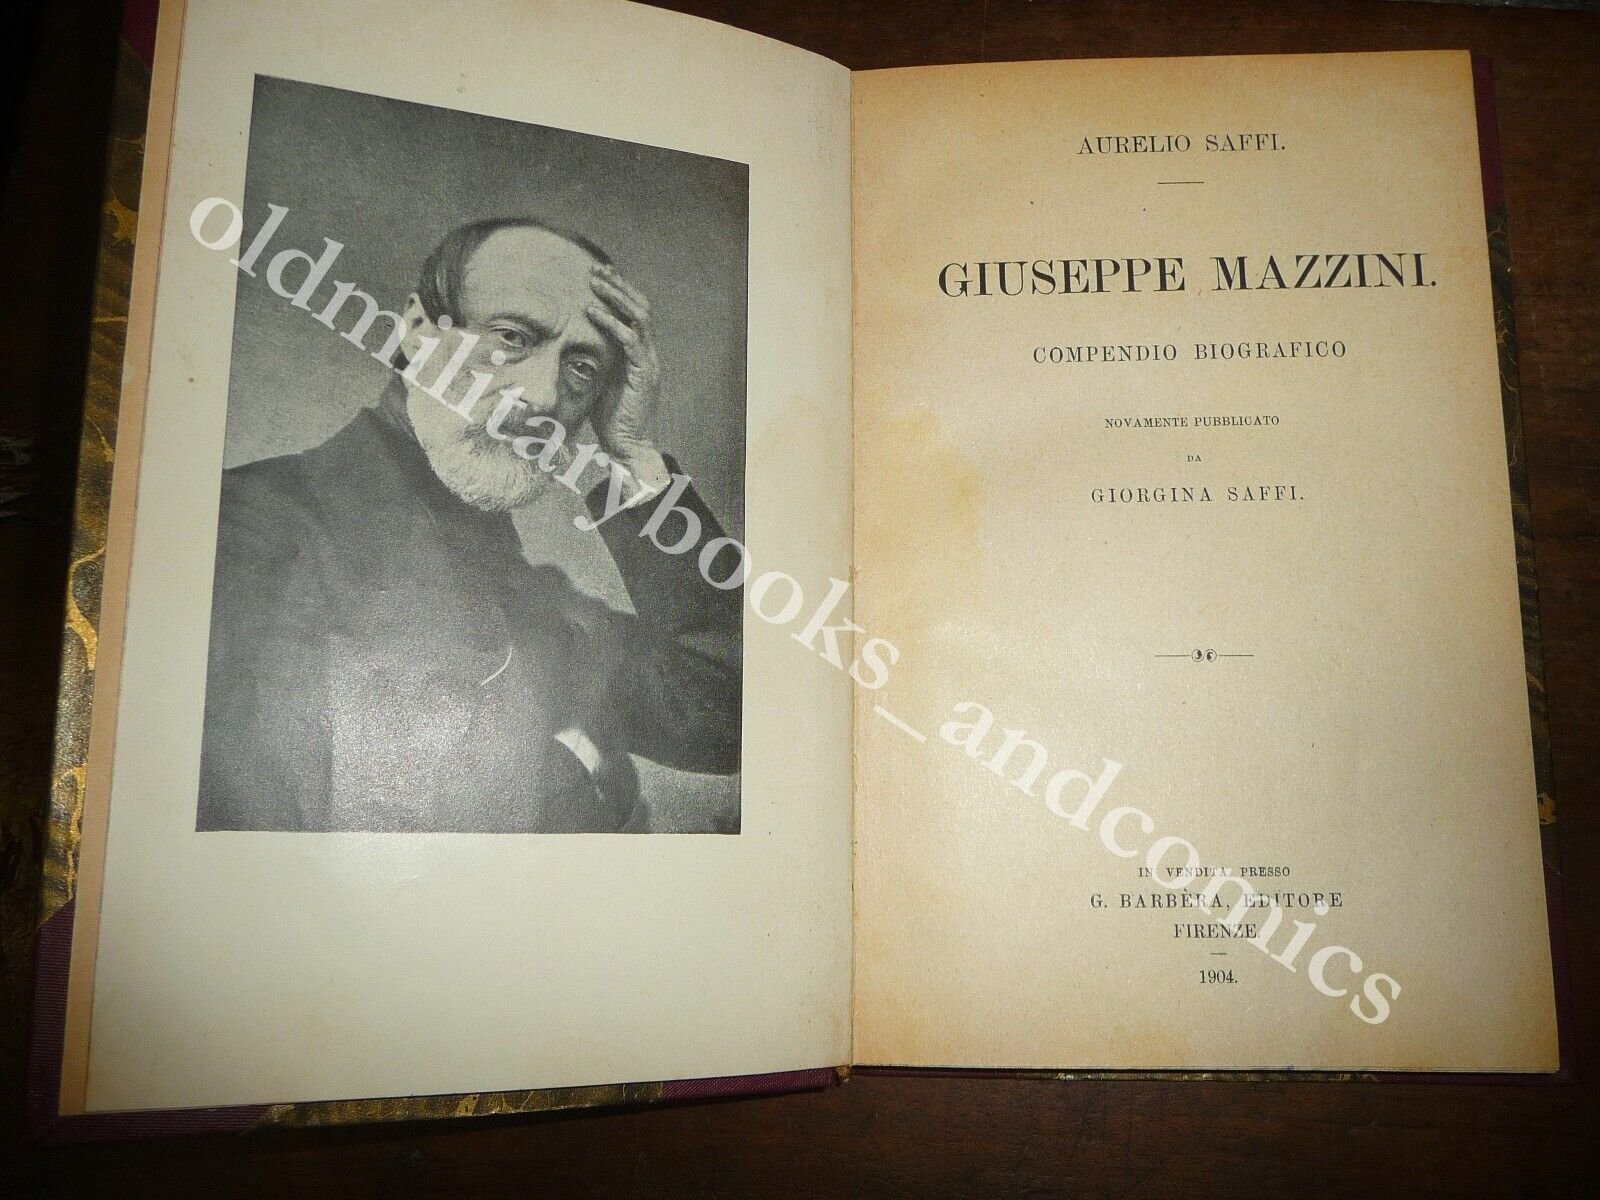 AURELIO SAFFI.
GIUSEPPE MAZZINI.
COMPENDIO BIOGRAFICO
NOVAMENTE PUBBLICATO
DA
GIORGINA SAFFI.
IN VENDITA PRESSO
G. BARBÈRA, EDITORE
FIRENZE.
1904.
oldmilitarybooks_andcomics